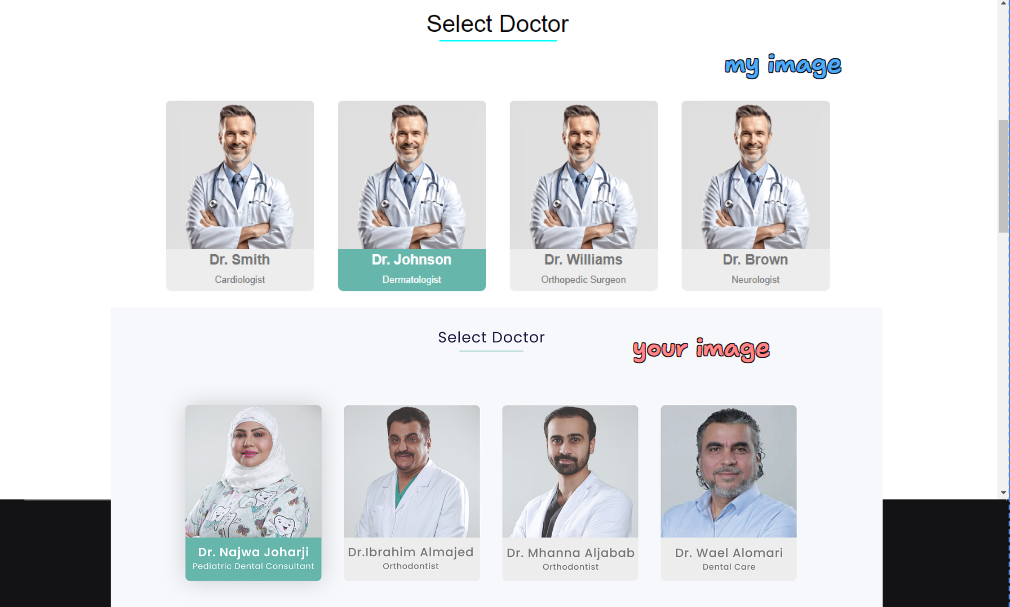 Select Doctor
my image
Dr. Smith
Cardiologist
Dr. Johnson
Dermatologist
Dr. Williams
Orthopedic Surgeon
Dr. Brown
Neurologist
Select Doctor
your image
Dr. Najwa Joharji
Pediatric Dental Consultant
Dr.Ibrahim Almajed
Orthodontist
Dr. Mhanna Aljabab
Orthodontist
Dr. Wael Alomari
Dental Care